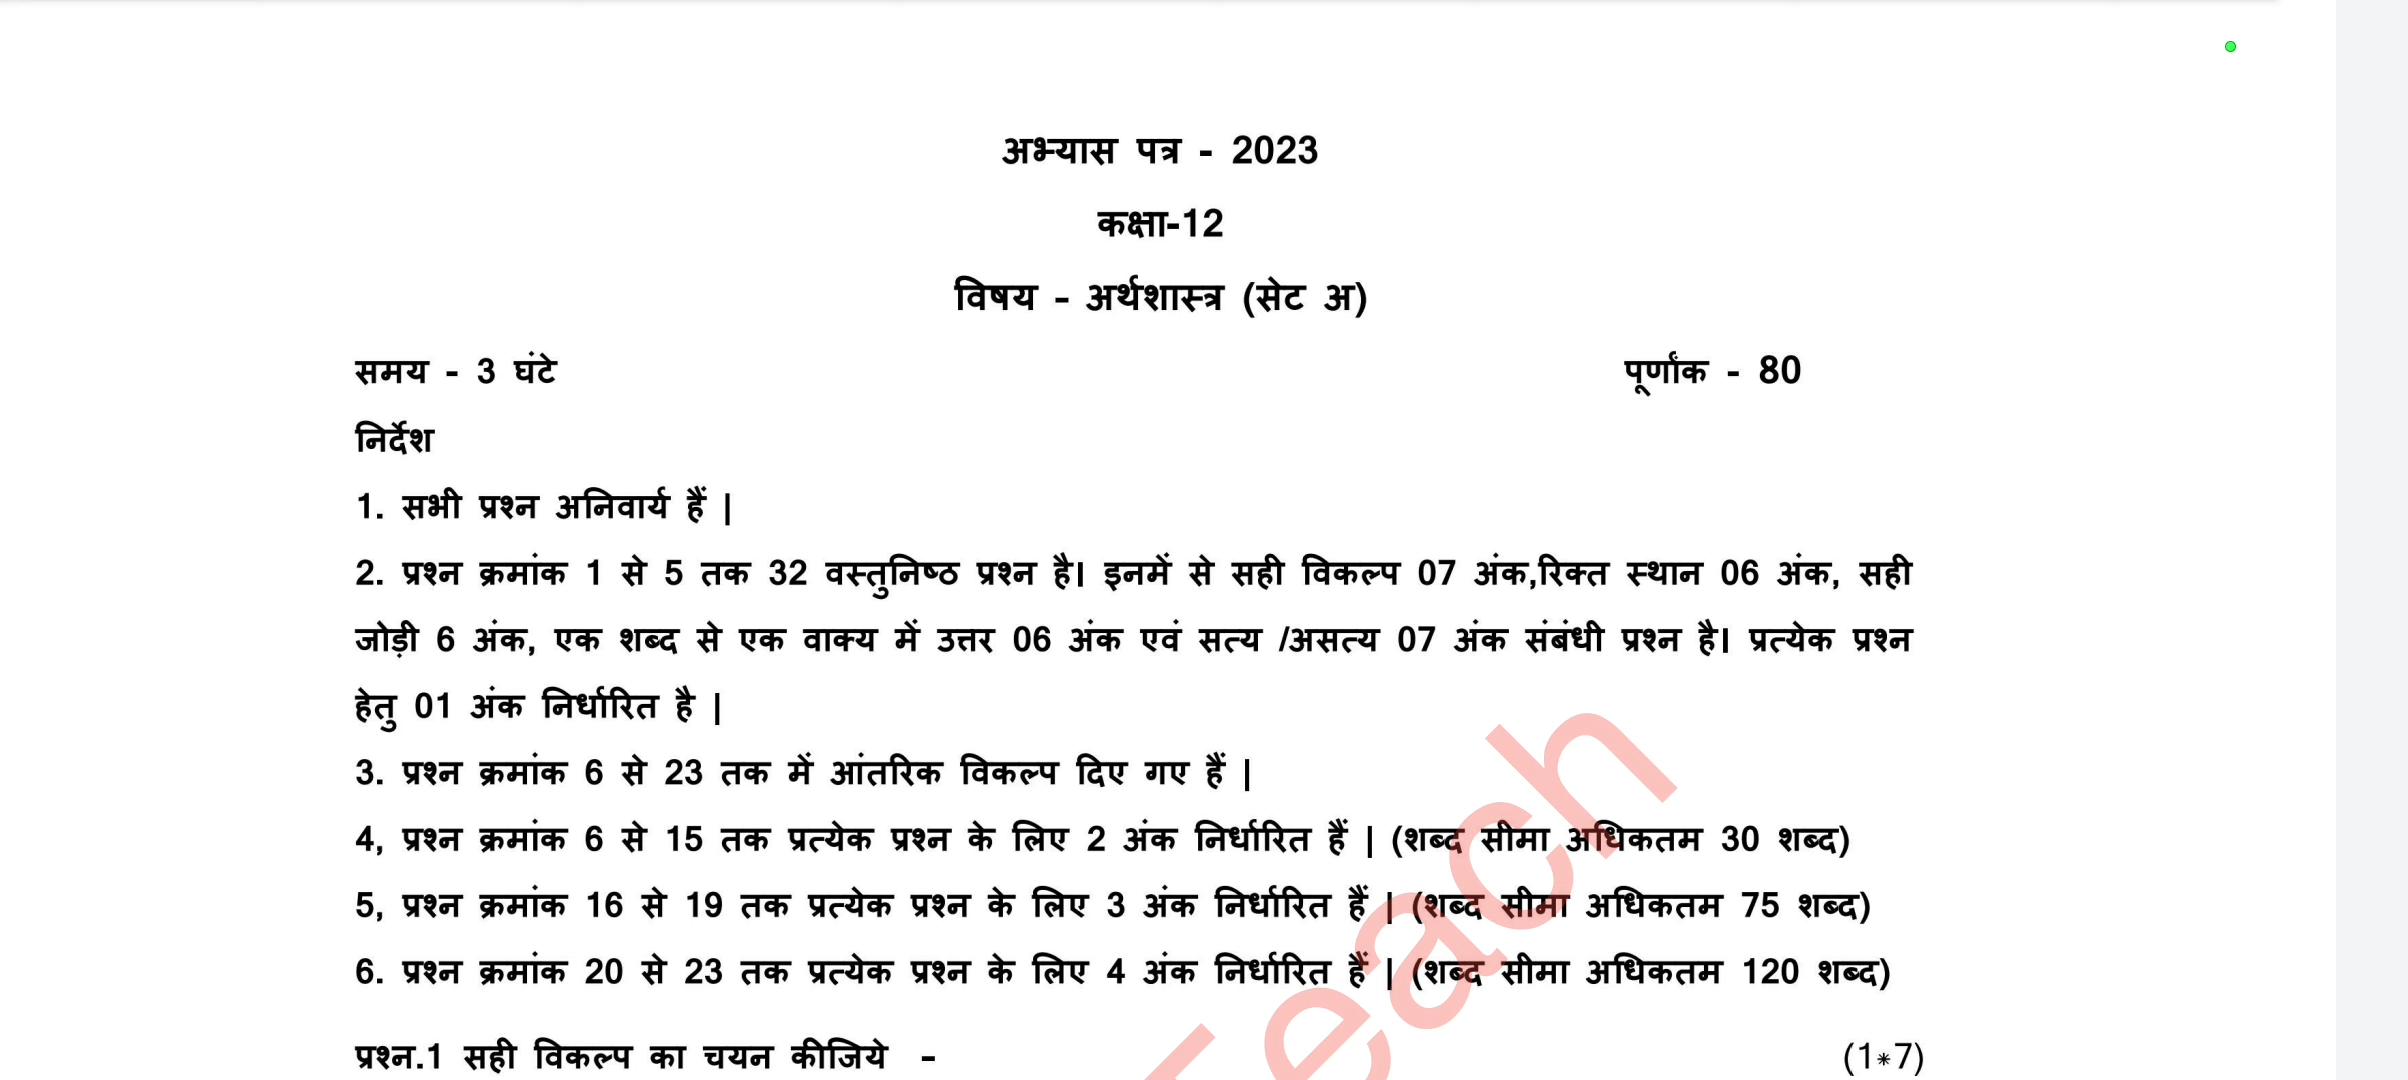 अभ्यास पत्र - 2023
कक्षा-12
विषय - अर्थशास्त्र (सेट अ)
समय - 3 घंटे पूर्णांक - 80
निर्देश
1. सभी प्रश्न अनिवार्य हैं |
2. प्रश्न क्रमांक 1 से 5 तक 32 वस्तुनिष्ठ प्रश्न है। इनमें से सही विकल्प 07 अंक,रिक्त स्थान 06 अंक, सही
जोड़ी 6 अंक, एक शब्द से एक वाक्य में उत्तर 06 अंक एवं सत्य /असत्य 07 अंक संबंधी प्रश्न है। प्रत्येक प्रश्न
हेतु 01 अंक निर्धारित है |
3. प्रश्न क्रमांक 6 से 23 तक में आंतरिक विकल्प दिए गए हैं |
4, प्रश्न क्रमांक 6 से 15 तक प्रत्येक प्रश्न के लिए 2 अंक निर्धारित हैं | (शब्द सीमा अधिकतम 30 शब्द)
5, प्रश्न क्रमांक 16 से 19 तक प्रत्येक प्रश्न के लिए 3 अंक निर्धारित हैं | (शब्द सीमा अधिकतम 75 शब्द)
6. प्रश्न क्रमांक 20 से 23 तक प्रत्येक प्रश्न के लिए 4 अंक निर्धारित हैं | (शब्द सीमा अधिकतम 120 शब्द)
प्रश्न.1 सही विकल्प का चयन कीजिये - (1*7)
Teach